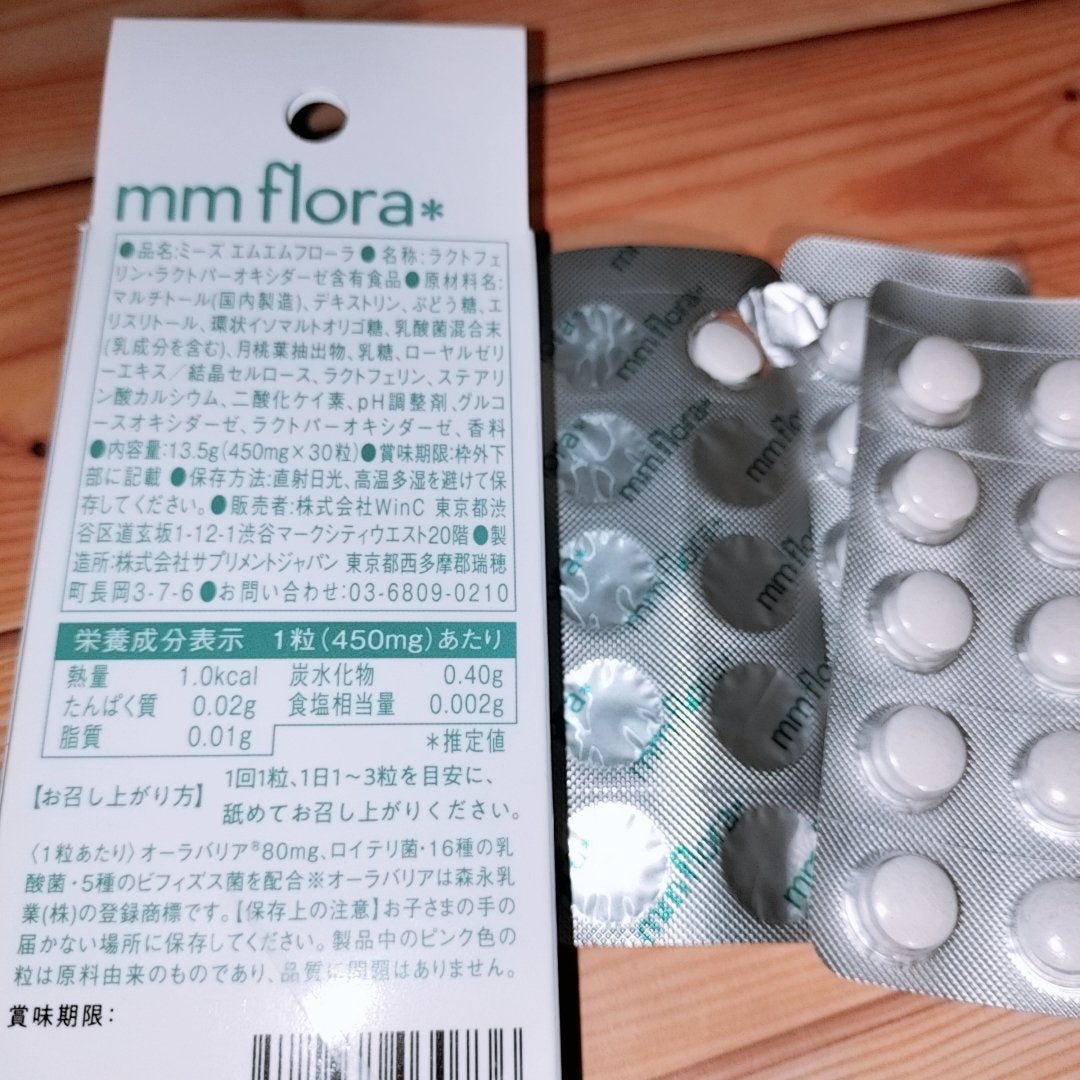 mm flora*
●品名:ミーズ エムエムフローラ●名称:ラクトフェ
リン・ラクトパーオキシダーゼ含有食品●原材料名:
マルチトール(国内製造)、デキストリン、ぶどう糖、エ
リスリトール、環状イソマルトオリゴ糖、乳酸菌混合末
(乳成分を含む)、月桃葉抽出物、乳糖、ローヤルゼリ
ーエキス／結晶セルロース、ラクトフェリン、ステアリ
ン酸カルシウム、二酸化ケイ素、pH調整剤、グルコ
ースオキシダーゼ、ラクトパーオキシダーゼ、香料
●内容量:13.5g(450mg×30粒)●賞味期限:枠外下
部に記載 ●保存方法:直射日光、高温多湿を避けて保
存してください。●販売者:株式会社WinC 東京都渋
谷区道玄坂1-12-1渋谷マークシティウエスト20階●製
造所:株式会社サプリメントジャパン 東京都西多摩郡瑞穂
町長岡3-7-6●お問い合わせ:03-6809-0210
栄養成分表示 1粒(450mg)あたり
熱量 1.0kcal 炭水化物 0.40g
たんぱく質 0.02g 食塩相当量 0.002g
脂質 0.01g *推定値
【お召し上がり方】 1回1粒、1日1〜3粒を目安に、
舐めてお召し上がりください。
〈1粒あたり〉オーラバリア®80mg、ロイテリ菌・16種の乳
酸菌・5種のビフィズス菌を配合※オーラバリアは森永乳
業(株)の登録商標です。【保存上の注意】お子さまの手の
届かない場所に保存してください。製品中のピンク色の
粒は原料由来のものであり、品質に問題はありません。
賞味期限:
mm flora*
mm flora*
mm flora
mm flora
mm flora
mm flora